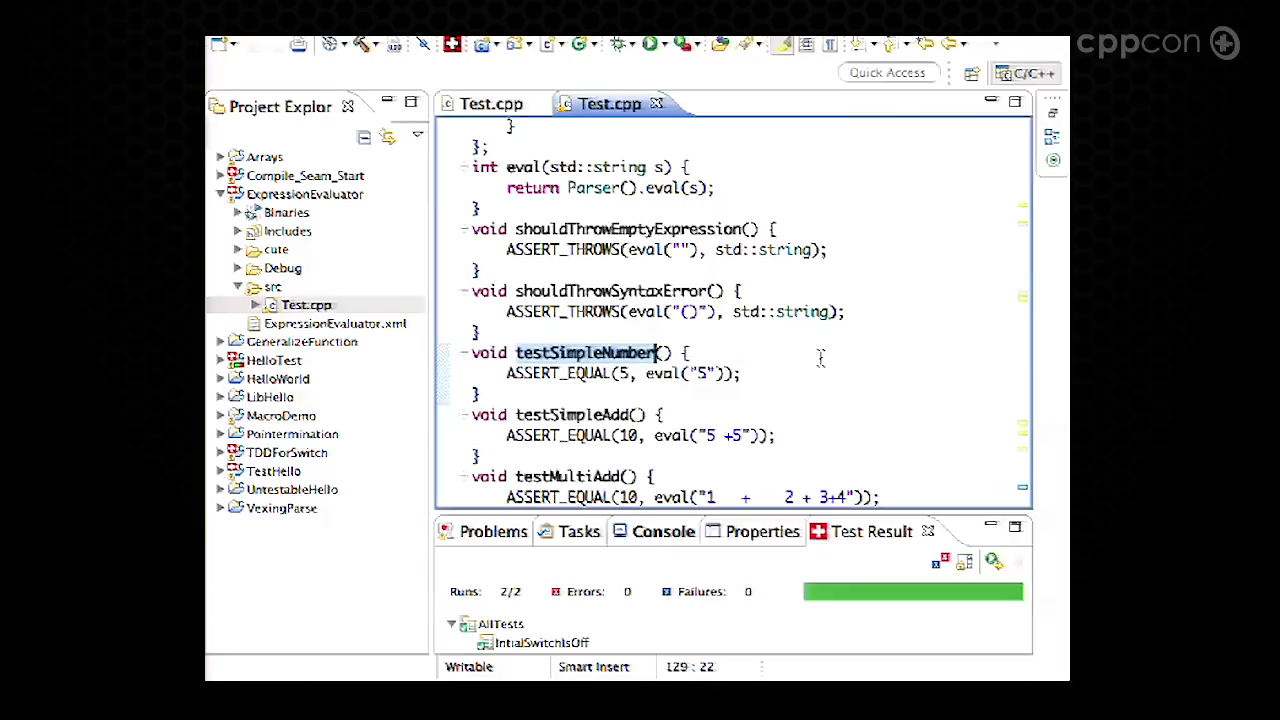 cppcon
Quick Access
C/C++
Project Explor
Arrays
Compile_Seam_Start
ExpressionEvaluator
Binaries
Includes
cute
Debug
src
Test.cpp
ExpressionEvaluator.xml
GeneralizeFunction
HelloTest
HelloWorld
LibHello
MacroDemo
Pointermination
TDDForSwitch
TestHello
UntestableHello
VexingParse
Test.cpp
Test.cpp
}
};
int eval(std::string s) {
return Parser().eval(s);
}
void shouldThrowEmptyExpression() {
ASSERT_THROWS(eval(""), std::string);
}
void shouldThrowSyntaxError() {
ASSERT_THROWS(eval("()"), std::string);
}
void testSimpleNumber() {
ASSERT_EQUAL(5, eval("5"));
}
void testSimpleAdd() {
ASSERT_EQUAL(10, eval("5 +5"));
}
void testMultiAdd() {
ASSERT_EQUAL(10, eval("1   +    2 + 3+4"));
Problems Tasks Console Properties Test Result
Runs: 2/2 Errors: 0 Failures: 0
AllTests
IntialSwitchIsOff
Writable Smart Insert 129 : 22